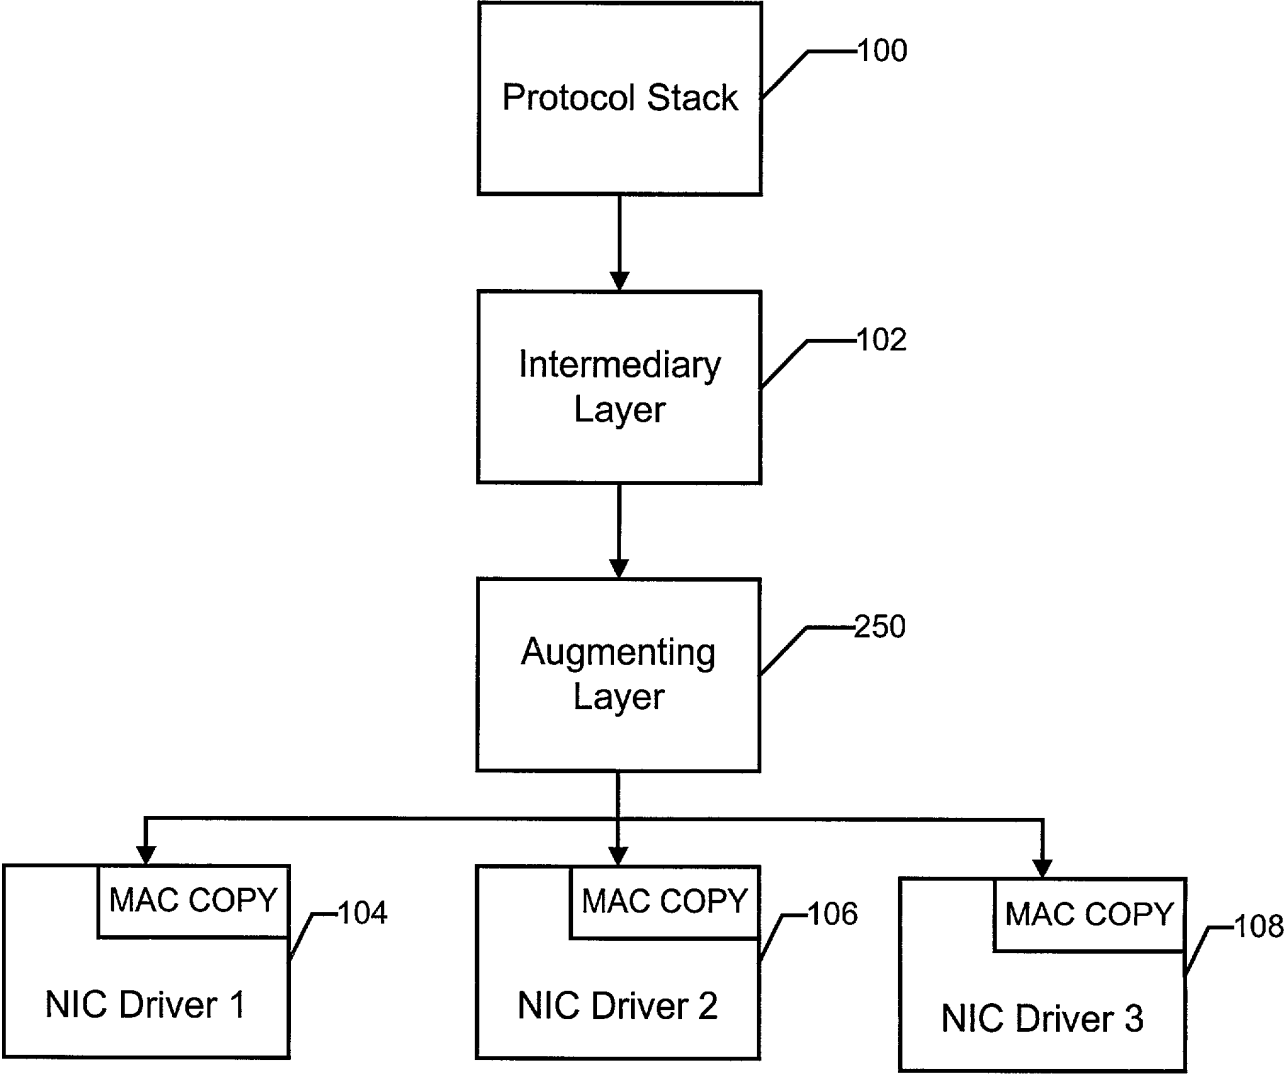 Protocol Stack
100
Intermediary
Layer
102
Augmenting
Layer
250
MAC COPY
104
NIC Driver 1
MAC COPY
106
NIC Driver 2
MAC COPY
108
NIC Driver 3